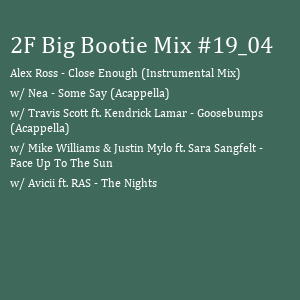 2F Big Bootie Mix #19_04
Alex Ross - Close Enough (Instrumental Mix)
w/ Nea - Some Say (Acappella)
w/ Travis Scott ft. Kendrick Lamar - Goosebumps
(Acappella)
w/ Mike Williams & Justin Mylo ft. Sara Sangfelt -
Face Up To The Sun
w/ Avicii ft. RAS - The Nights